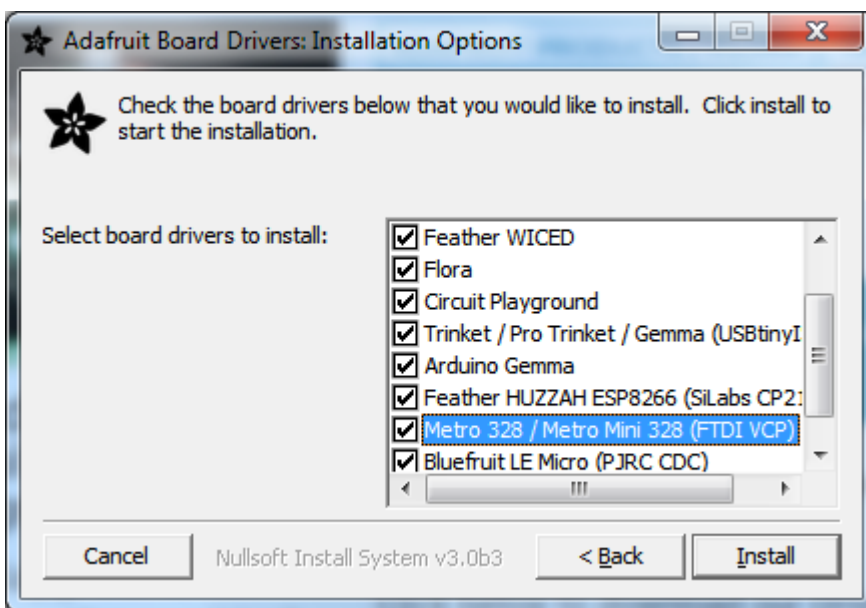 Adafruit Board Drivers: Installation Options
Check the board drivers below that you would like to install. Click install to
start the installation.
Select board drivers to install:
Feather WICED
Flora
Circuit Playground
Trinket / Pro Trinket / Gemma (USBtinyI
Arduino Gemma
Feather HUZZAH ESP8266 (SiLabs CP21
Metro 328 / Metro Mini 328 (FTDI VCP)
Bluefruit LE Micro (PJRC CDC)
Cancel
Nullsoft Install System v3.0b3
< Back
Install